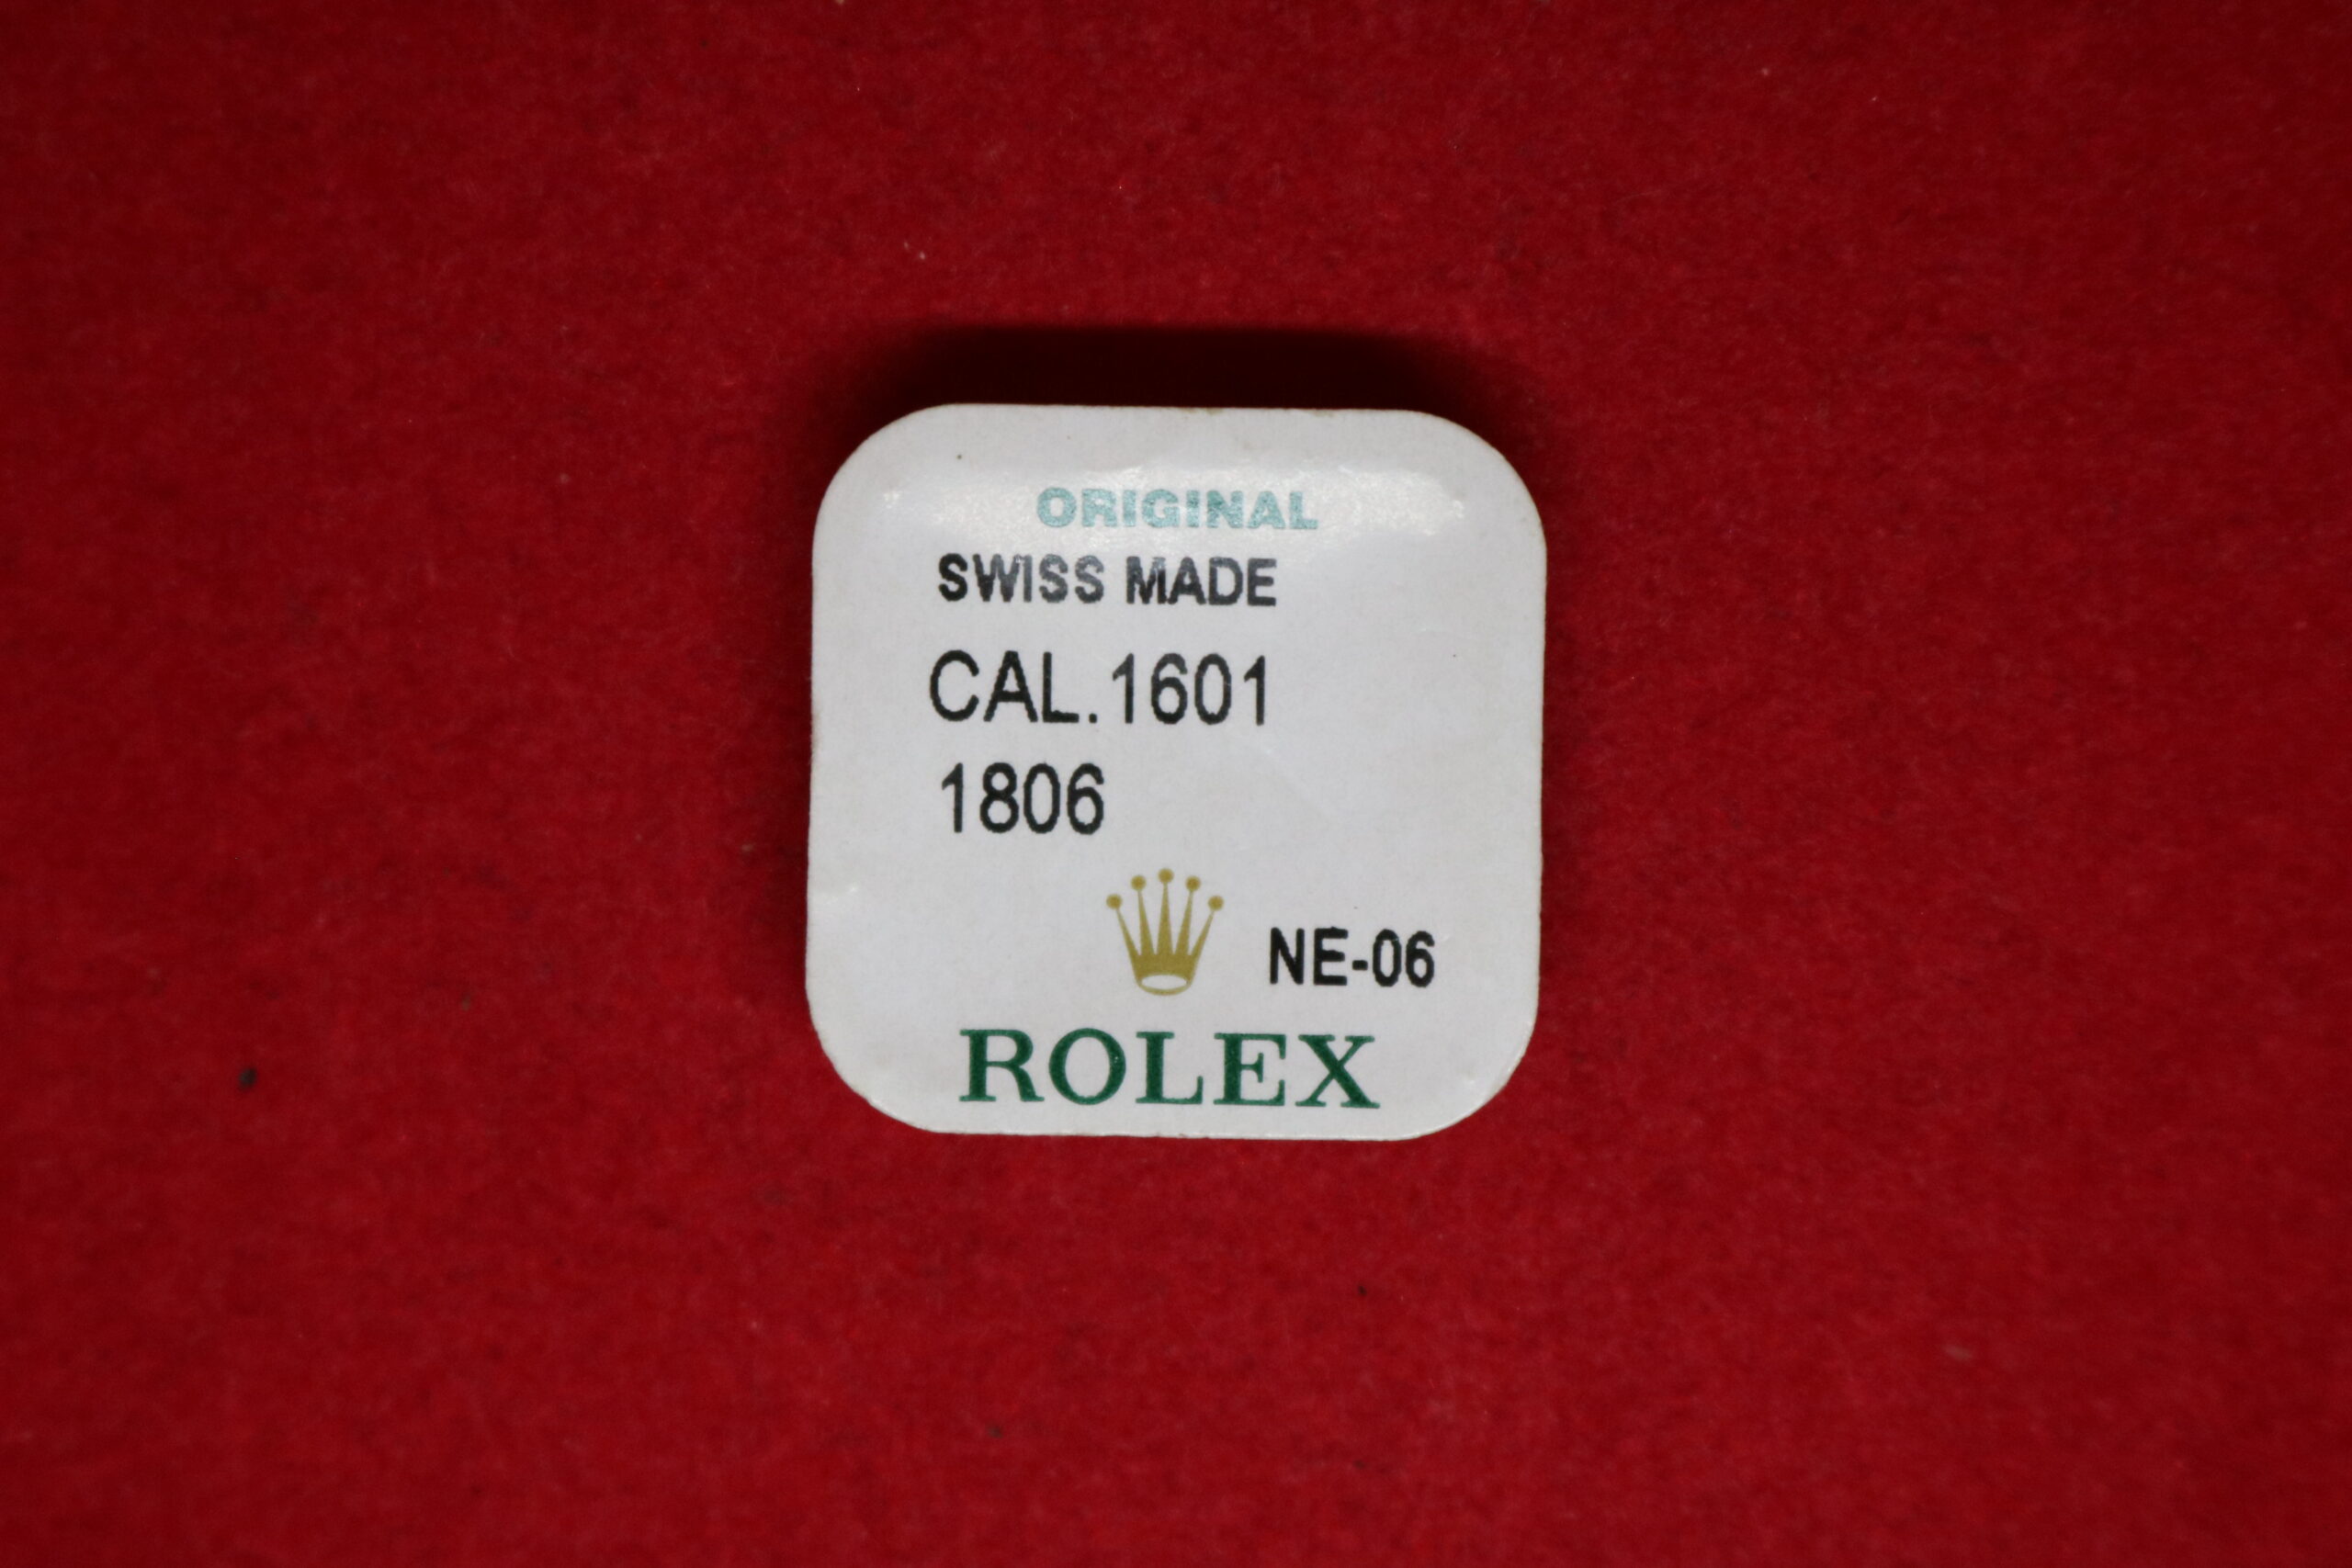 ORIGINAL
SWISS MADE
CAL.1601
1806
NE-06
ROLEX